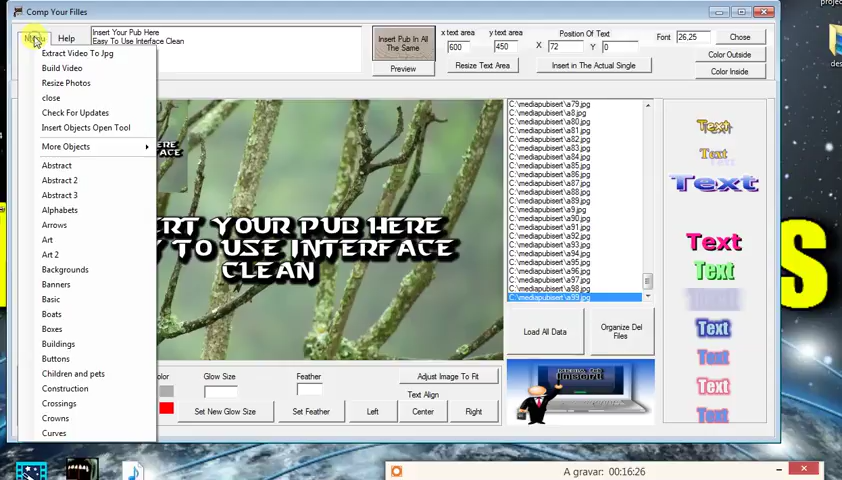 Comp Your Filles
Menu
Help
Insert Your Pub Here
Easy To Use Interface Clean
Insert Pub In All
The Same
Preview
x text area
y text area
600
450
Resize Text Area
Position Of Text
X
72
Y
0
Insert in The Actual Single
Font
26,25
Chose
Color Outside
Color Inside
Extract Video To Jpg
Build Video
Resize Photos
close
Check For Updates
Insert Objects Open Tool
More Objects
Abstract
Abstract 2
Abstract 3
Alphabets
Arrows
Art
Art 2
Backgrounds
Banners
Basic
Boats
Boxes
Buildings
Buttons
Children and pets
Construction
Crossings
Crowns
Curves
ERT YOUR PUB HERE
Y TO USE INTERFACE
CLEAN
C:\mediapubisert\a79.jpg
C:\mediapubisert\a8.jpg
C:\mediapubisert\a80.jpg
C:\mediapubisert\a81.jpg
C:\mediapubisert\a82.jpg
C:\mediapubisert\a83.jpg
C:\mediapubisert\a84.jpg
C:\mediapubisert\a85.jpg
C:\mediapubisert\a86.jpg
C:\mediapubisert\a87.jpg
C:\mediapubisert\a88.jpg
C:\mediapubisert\a89.jpg
C:\mediapubisert\a9.jpg
C:\mediapubisert\a90.jpg
C:\mediapubisert\a91.jpg
C:\mediapubisert\a92.jpg
C:\mediapubisert\a93.jpg
C:\mediapubisert\a94.jpg
C:\mediapubisert\a95.jpg
C:\mediapubisert\a96.jpg
C:\mediapubisert\a97.jpg
C:\mediapubisert\a98.jpg
C:\mediapubisert\a99.jpg
Text
Text
Text
Text
Text
Text
Text
Text
Text
Text
Load All Data
Organize Del
Files
olor
Glow Size
Feather
Adjust Image To Fit
Text Align
Set New Glow Size
Set Feather
Left
Center
Right
A gravar: 00:16:26
projec
des
S